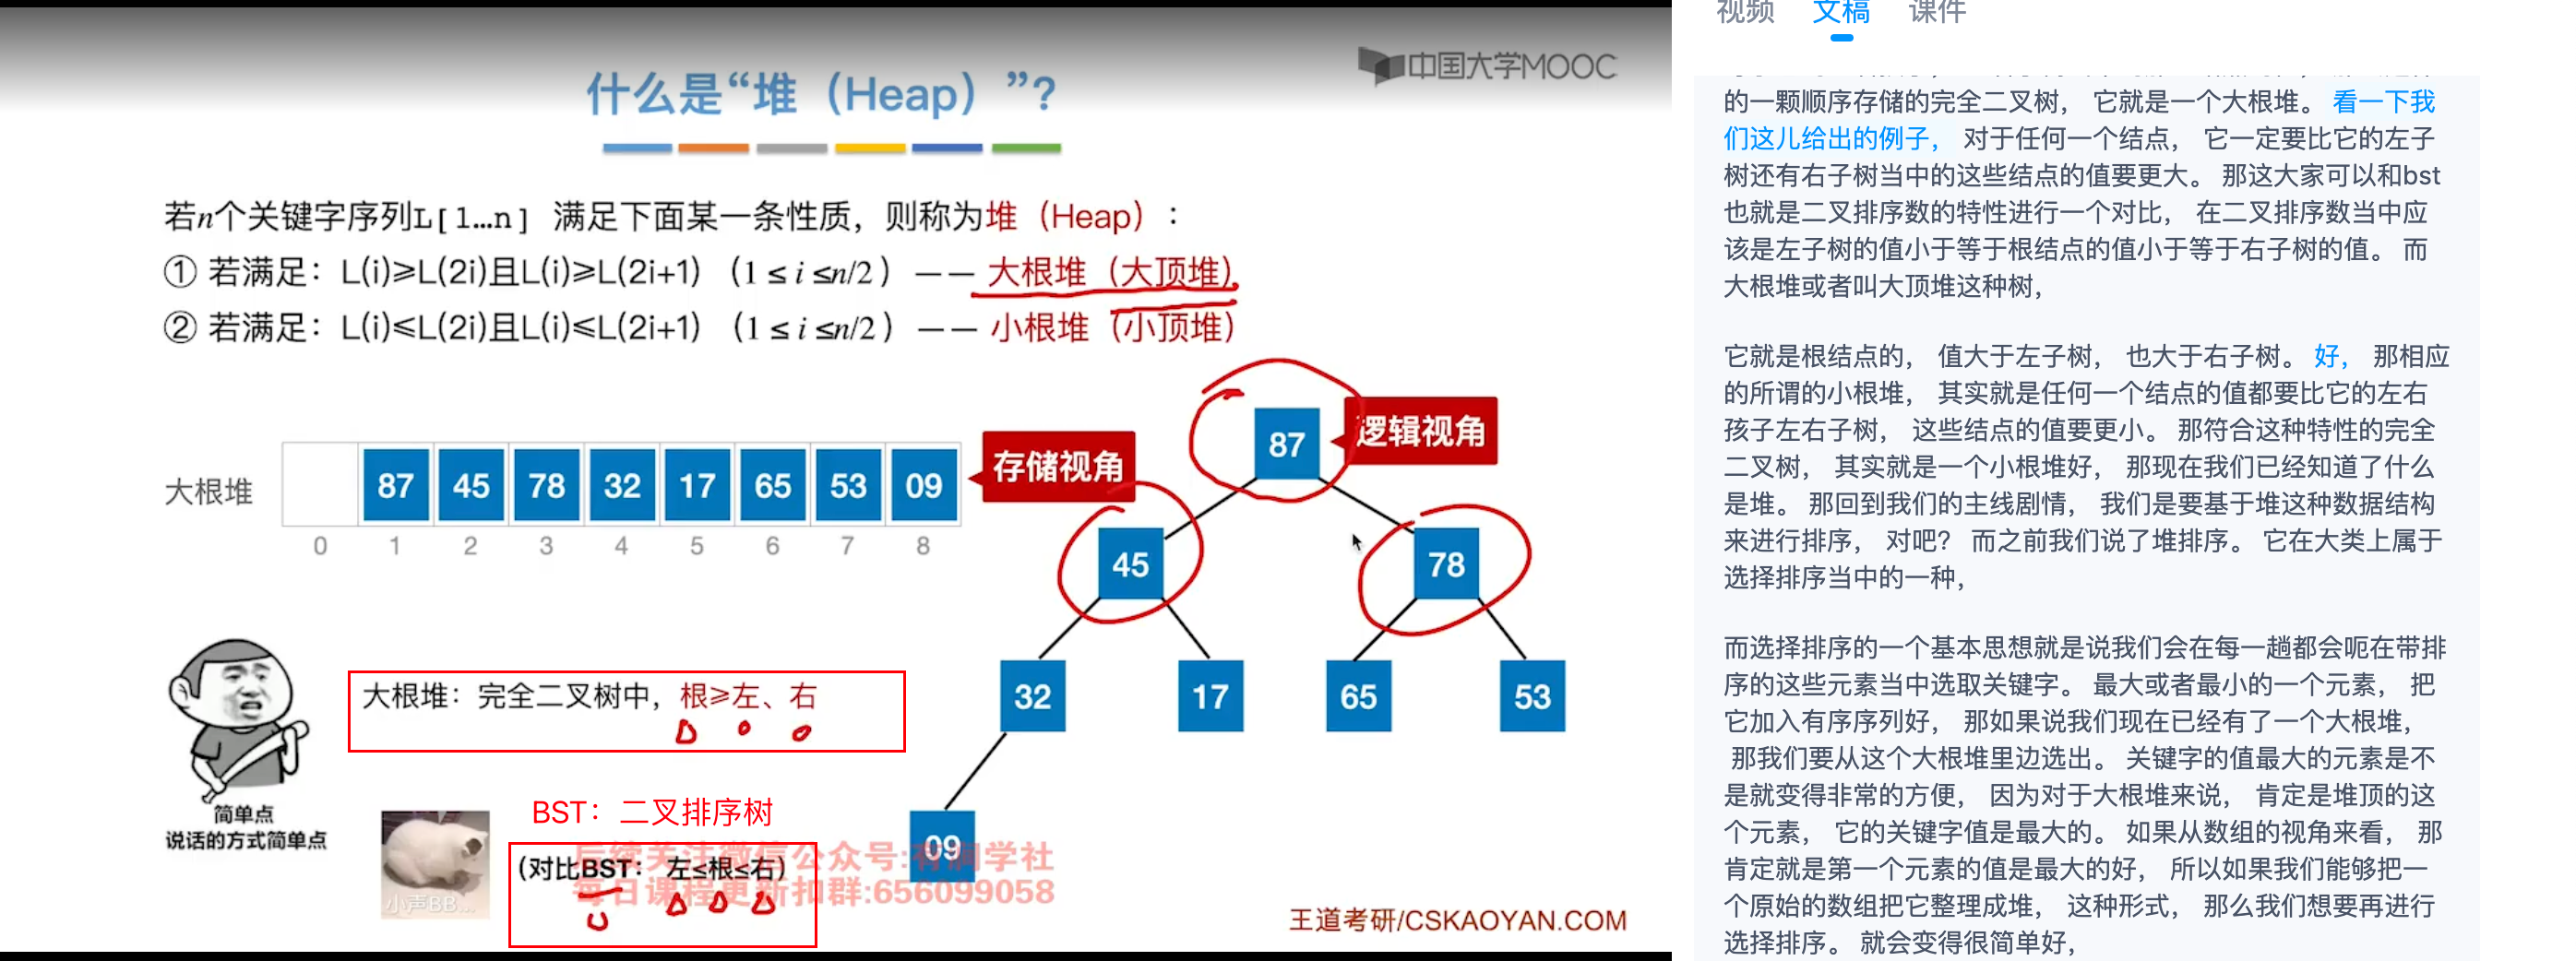 中国大学MOOC
什么是“堆（Heap）”？
若n个关键字序列L[1…n] 满足下面某一条性质，则称为堆（Heap）：
① 若满足：L(i)≥L(2i)且L(i)≥L(2i+1) （1 ≤ i ≤n/2 ） —— 大根堆（大顶堆）
② 若满足：L(i)≤L(2i)且L(i)≤L(2i+1) （1 ≤ i ≤n/2 ） —— 小根堆（小顶堆）
大根堆
87 45 78 32 17 65 53 09
0 1 2 3 4 5 6 7 8
存储视角
逻辑视角
87
45 78
32 17 65 53
09
大根堆：完全二叉树中，根≥左、右
简单点
说话的方式简单点
BST：二叉排序树
(对比BST： 左≤根≤右)
小声BB...
后续关注微信公众号:有洞学社
每日课程更新扣群:656099058
王道考研/CSKAOYAN.COM
视频 文稿 课件
的一颗顺序存储的完全二叉树， 它就是一个大根堆。 看一下我
们这儿给出的例子， 对于任何一个结点， 它一定要比它的左子
树还有右子树当中的这些结点的值要更大。 那这大家可以和bst
也就是二叉排序数的特性进行一个对比， 在二叉排序数当中应
该是左子树的值小于等于根结点的值小于等于右子树的值。 而
大根堆或者叫大顶堆这种树，
它就是根结点的， 值大于左子树， 也大于右子树。 好， 那相应
的所谓的小根堆， 其实就是任何一个结点的值都要比它的左右
孩子左右子树， 这些结点的值要更小。 那符合这种特性的完全
二叉树， 其实就是一个小根堆好， 那现在我们已经知道了什么
是堆。 那回到我们的主线剧情， 我们是要基于堆这种数据结构
来进行排序， 对吧？ 而之前我们说了堆排序。 它在大类上属于
选择排序当中的一种，
而选择排序的一个基本思想就是说我们会在每一趟都会呃在带排
序的这些元素当中选取关键字。 最大或者最小的一个元素， 把
它加入有序序列好， 那如果说我们现在已经有了一个大根堆，
那我们要从这个大根堆里边选出。 关键字的值最大的元素是不
是就变得非常的方便， 因为对于大根堆来说， 肯定是堆顶的这
个元素， 它的关键字值是最大的。 如果从数组的视角来看， 那
肯定就是第一个元素的值是最大的好， 所以如果我们能够把一
个原始的数组把它整理成堆， 这种形式， 那么我们想要再进行
选择排序。 就会变得很简单好，